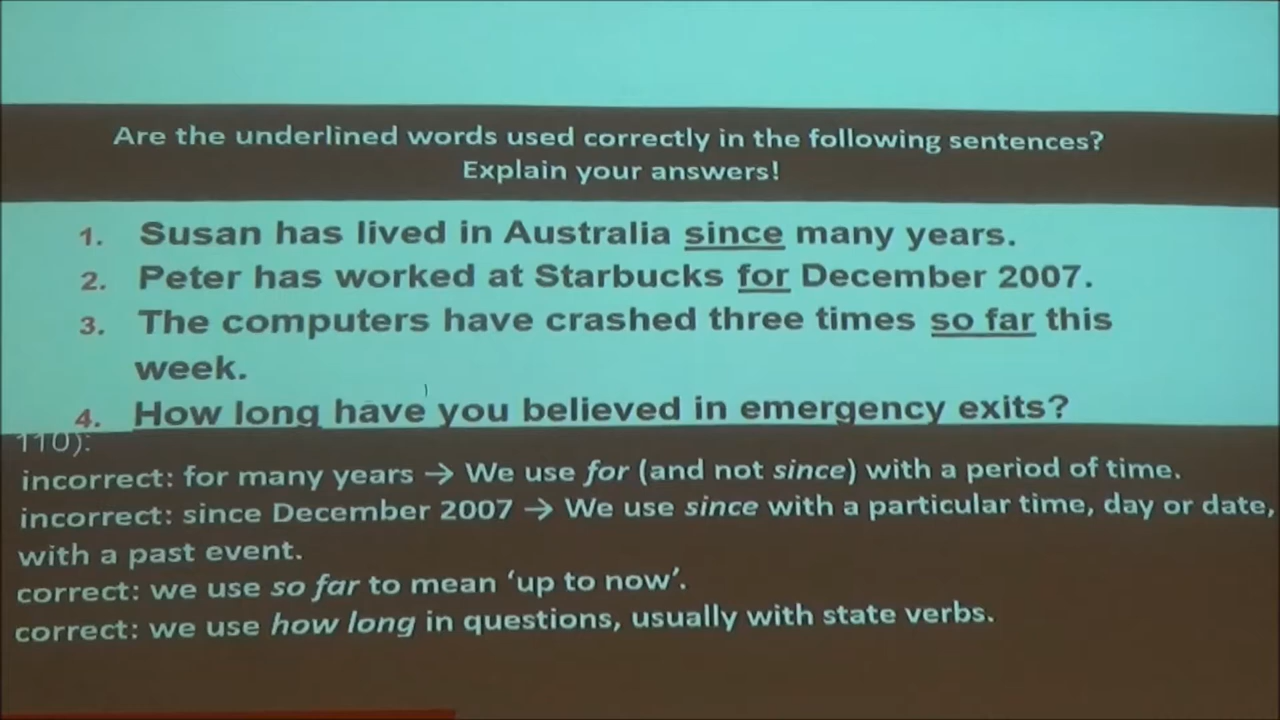 Are the underlined words used correctly in the following sentences?
Explain your answers!
1. Susan has lived in Australia since many years.
2. Peter has worked at Starbucks for December 2007.
3. The computers have crashed three times so far this
week.
4. How long have you believed in emergency exits?
110):
incorrect: for many years → We use for (and not since) with a period of time.
incorrect: since December 2007 → We use since with a particular time, day or date,
with a past event.
correct: we use so far to mean ‘up to now’.
correct: we use how long in questions, usually with state verbs.